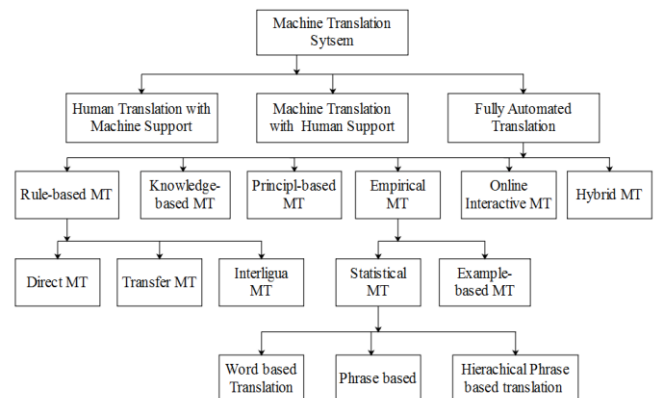 Machine Translation
Sytsem
Human Translation with
Machine Support
Machine Translation
with Human Support
Fully Automated
Translation
Rule-based MT
Knowledge-
based MT
Principl-based
MT
Empirical
MT
Online
Interactive MT
Hybrid MT
Direct MT
Transfer MT
Interligua
MT
Statistical
MT
Example-
based MT
Word based
Translation
Phrase based
Hierachical Phrase
based translation